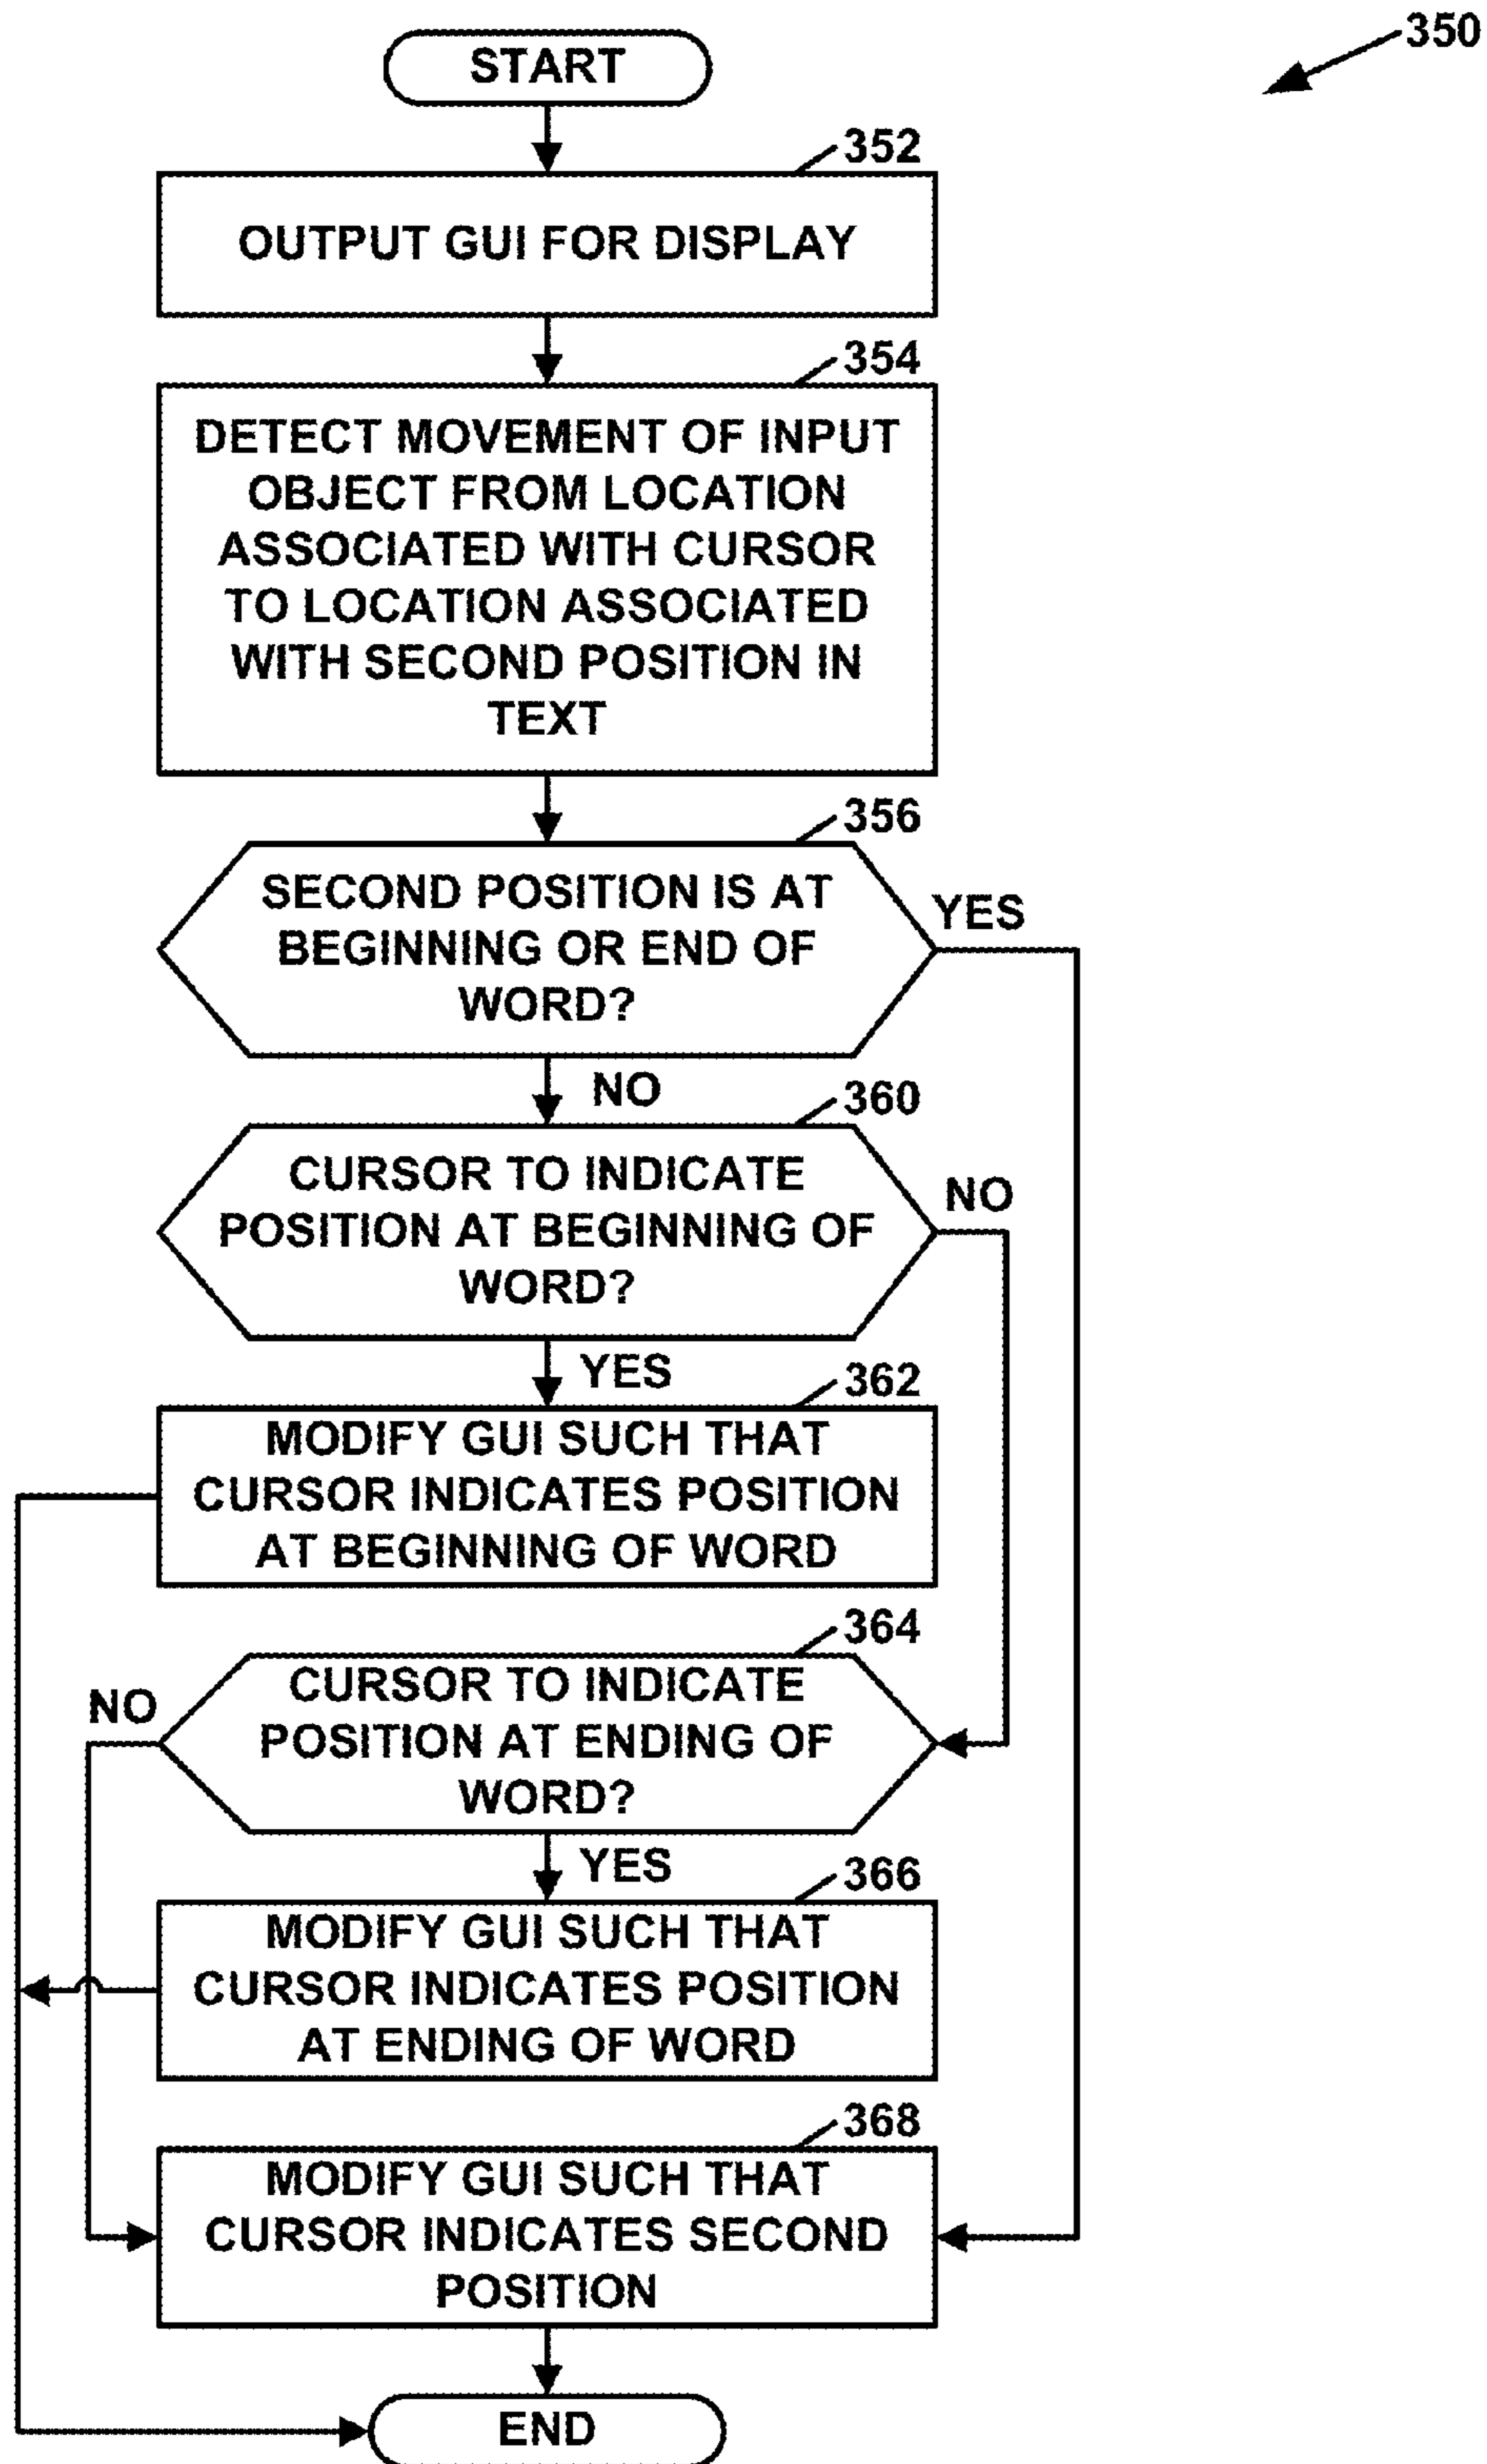 350
START
352
OUTPUT GUI FOR DISPLAY
354
DETECT MOVEMENT OF INPUT
OBJECT FROM LOCATION
ASSOCIATED WITH CURSOR
TO LOCATION ASSOCIATED
WITH SECOND POSITION IN
TEXT
356
SECOND POSITION IS AT
BEGINNING OR END OF
WORD?
YES
NO
360
CURSOR TO INDICATE
POSITION AT BEGINNING OF
WORD?
NO
YES
362
MODIFY GUI SUCH THAT
CURSOR INDICATES POSITION
AT BEGINNING OF WORD
364
CURSOR TO INDICATE
POSITION AT ENDING OF
WORD?
NO
YES
366
MODIFY GUI SUCH THAT
CURSOR INDICATES POSITION
AT ENDING OF WORD
368
MODIFY GUI SUCH THAT
CURSOR INDICATES SECOND
POSITION
END